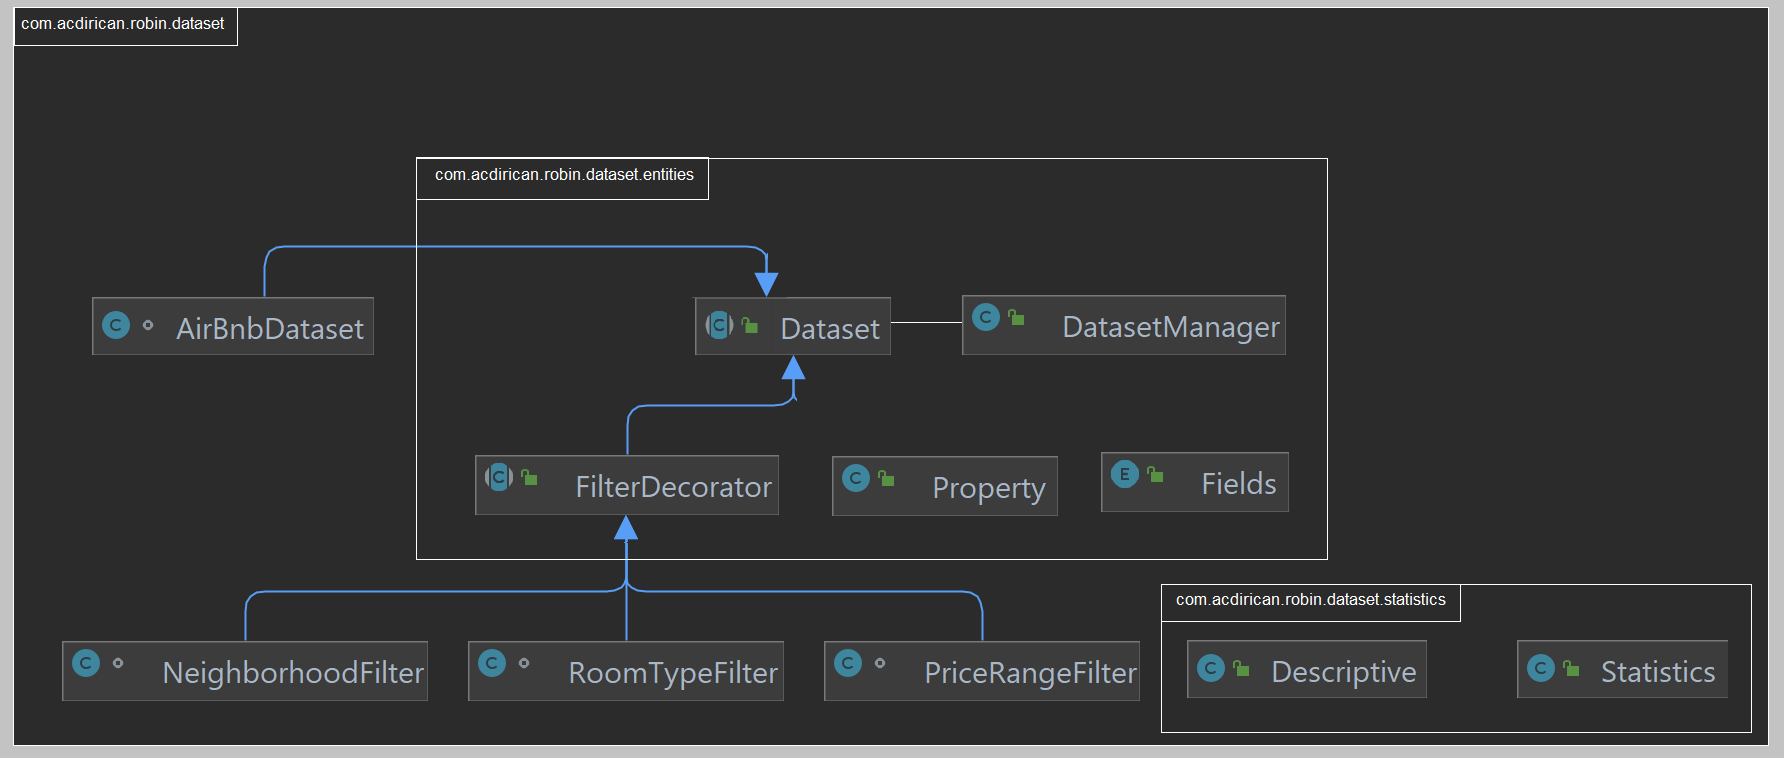 com.acdirican.robin.dataset
com.acdirican.robin.dataset.entities
C AirBnbDataset
C Dataset
C DatasetManager
C FilterDecorator
C Property
E Fields
com.acdirican.robin.dataset.statistics
C NeighborhoodFilter
C RoomTypeFilter
C PriceRangeFilter
C Descriptive
C Statistics